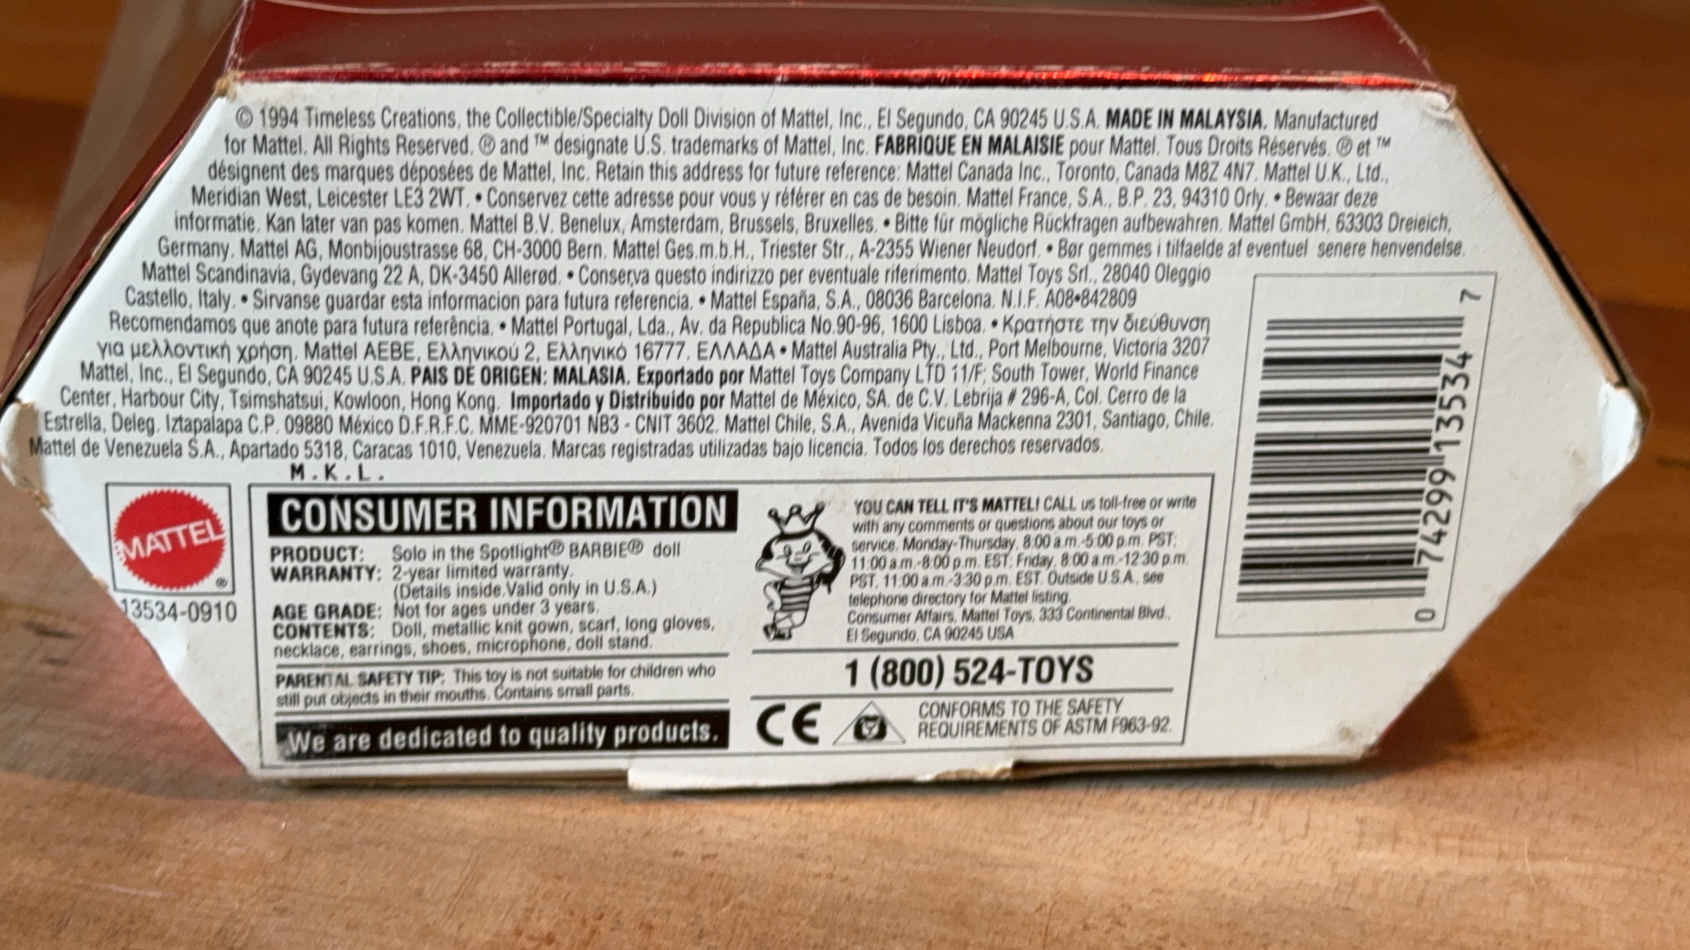 © 1994 Timeless Creations, the Collectible/Specialty Doll Division of Mattel, Inc., El Segundo, CA 90245 U.S.A. MADE IN MALAYSIA. Manufactured
for Mattel. All Rights Reserved. ® and ™ designate U.S. trademarks of Mattel, Inc. FABRIQUÉ EN MALAISIE pour Mattel. Tous Droits Réservés. ® et ™
désignent des marques déposées de Mattel, Inc. Retain this address for future reference: Mattel Canada Inc., Toronto, Canada M8Z 4N7. Mattel U.K., Ltd.,
Meridian West, Leicester LE3 2WT. • Conservez cette adresse pour vous y référer en cas de besoin. Mattel France, S.A., B.P. 23, 94310 Orly. • Bewaar deze
informatie. Kan later van pas komen. Mattel B.V. Benelux, Amsterdam, Brussels, Bruxelles. • Bitte für mögliche Rückfragen aufbewahren. Mattel GmbH, 63303 Dreieich,
Germany. Mattel AG, Monbijoustrasse 68, CH-3000 Bern. Mattel Ges.m.b.H., Triester Str., A-2355 Wiener Neudorf. • Bør gemmes i tilfaelde af eventuel senere henvendelse.
Mattel Scandinavia, Gydevang 22 A, DK-3450 Allerød. • Conserva questo indirizzo per eventuale riferimento. Mattel Toys Srl., 28040 Oleggio
Castello, Italy. • Sirvanse guardar esta informacion para futura referencia. • Mattel España, S.A., 08036 Barcelona. N.I.F. A08•842809
Recomendamos que anote para futura referência. • Mattel Portugal, Lda., Av. da Republica No.90-96, 1600 Lisboa. • Κρατήστε την διεύθυνση
για μελλοντική χρήση. Mattel AEBE, Ελληνικού 2, Ελληνικό 16777, ΕΛΛΑΔΑ • Mattel Australia Pty., Ltd., Port Melbourne, Victoria 3207
Mattel, Inc., El Segundo, CA 90245 U.S.A. PAIS DE ORIGEN: MALASIA. Exportado por Mattel Toys Company LTD 11/F, South Tower, World Finance
Center, Harbour City, Tsimshatsui, Kowloon, Hong Kong. Importado y Distribuido por Mattel de México, SA. de C.V. Lebrija # 296-A, Col. Cerro de la
Estrella, Deleg. Iztapalapa C.P. 09880 México D.F.R.F.C. MME-920701 NB3 - CNIT 3602. Mattel Chile, S.A., Avenida Vicuña Mackenna 2301, Santiago, Chile.
Mattel de Venezuela S.A., Apartado 5318, Caracas 1010, Venezuela. Marcas registradas utilizadas bajo licencia. Todos los derechos reservados.
M.K.L.
MATTEL ®
13534-0910
CONSUMER INFORMATION
PRODUCT: Solo in the Spotlight® BARBIE® doll
WARRANTY: 2-year limited warranty.
(Details inside.Valid only in U.S.A.)
AGE GRADE: Not for ages under 3 years.
CONTENTS: Doll, metallic knit gown, scarf, long gloves,
necklace, earrings, shoes, microphone, doll stand.
PARENTAL SAFETY TIP: This toy is not suitable for children who
still put objects in their mouths. Contains small parts.
We are dedicated to quality products.
YOU CAN TELL IT'S MATTEL! CALL us toll-free or write
with any comments or questions about our toys or
service. Monday-Thursday, 8:00 a.m.-5:00 p.m. PST;
11:00 a.m.-8:00 p.m. EST; Friday, 8:00 a.m.-12:30 p.m.
PST, 11:00 a.m.-3:30 p.m. EST. Outside U.S.A., see
telephone directory for Mattel listing.
Consumer Affairs, Mattel Toys, 333 Continental Blvd.,
El Segundo, CA 90245 USA
1 (800) 524-TOYS
CE
CONFORMS TO THE SAFETY
REQUIREMENTS OF ASTM F963-92.
0 74299 13534 7